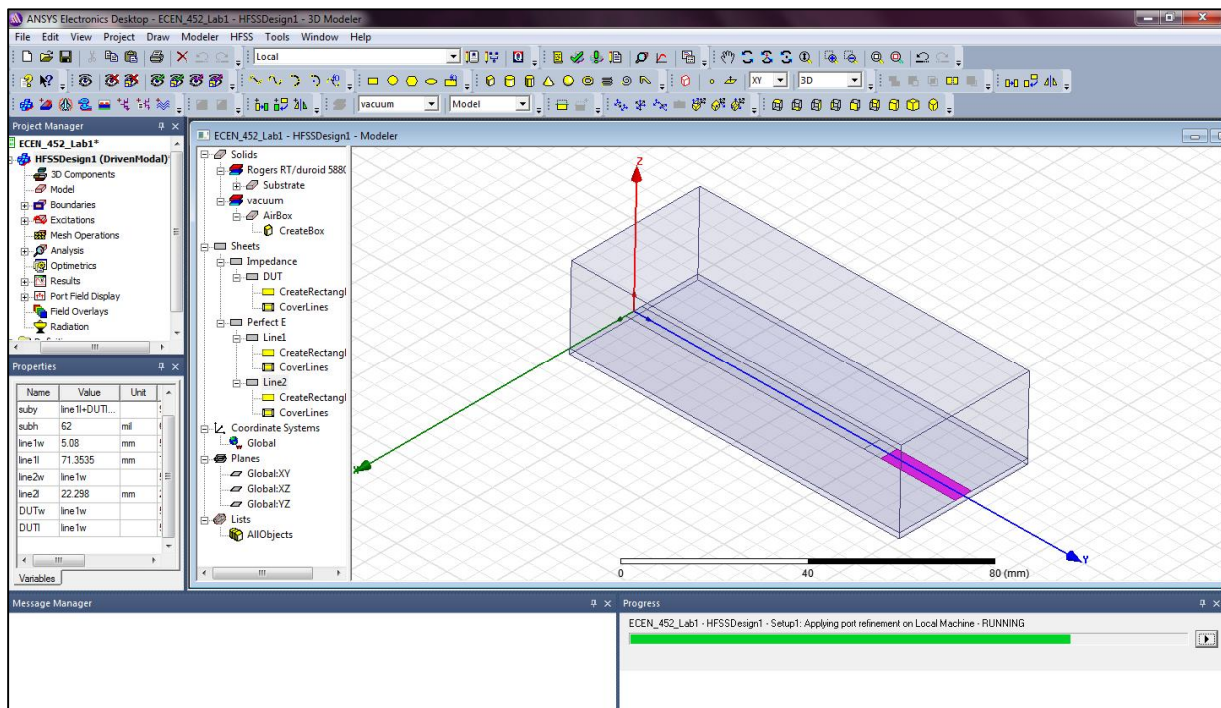 ANSYS Electronics Desktop - ECEN_452_Lab1 - HFSSDesign1 - 3D Modeler
File Edit View Project Draw Modeler HFSS Tools Window Help
Local
XY 3D
vacuum Model
Project Manager
ECEN_452_Lab1*
HFSSDesign1 (DrivenModal)*
3D Components
Model
Boundaries
Excitations
Mesh Operations
Analysis
Optimetrics
Results
Port Field Display
Field Overlays
Radiation
Properties
Name Value Unit
suby line1l+DUTl...
subh 62 mil
line1w 5.08 mm
line1l 71.3535 mm
line2w line1w
line2l 22.298 mm
DUTw line1w
DUTl line1w
Variables
ECEN_452_Lab1 - HFSSDesign1 - Modeler
Solids
Rogers RT/duroid 588(
Substrate
vacuum
AirBox
CreateBox
Sheets
Impedance
DUT
CreateRectangl
CoverLines
Perfect E
Line1
CreateRectangl
CoverLines
Line2
CreateRectangl
CoverLines
Coordinate Systems
Global
Planes
Global:XY
Global:XZ
Global:YZ
Lists
AllObjects
Z
X
Y
0 40 80 (mm)
Message Manager
Progress
ECEN_452_Lab1 - HFSSDesign1 - Setup1: Applying port refinement on Local Machine - RUNNING